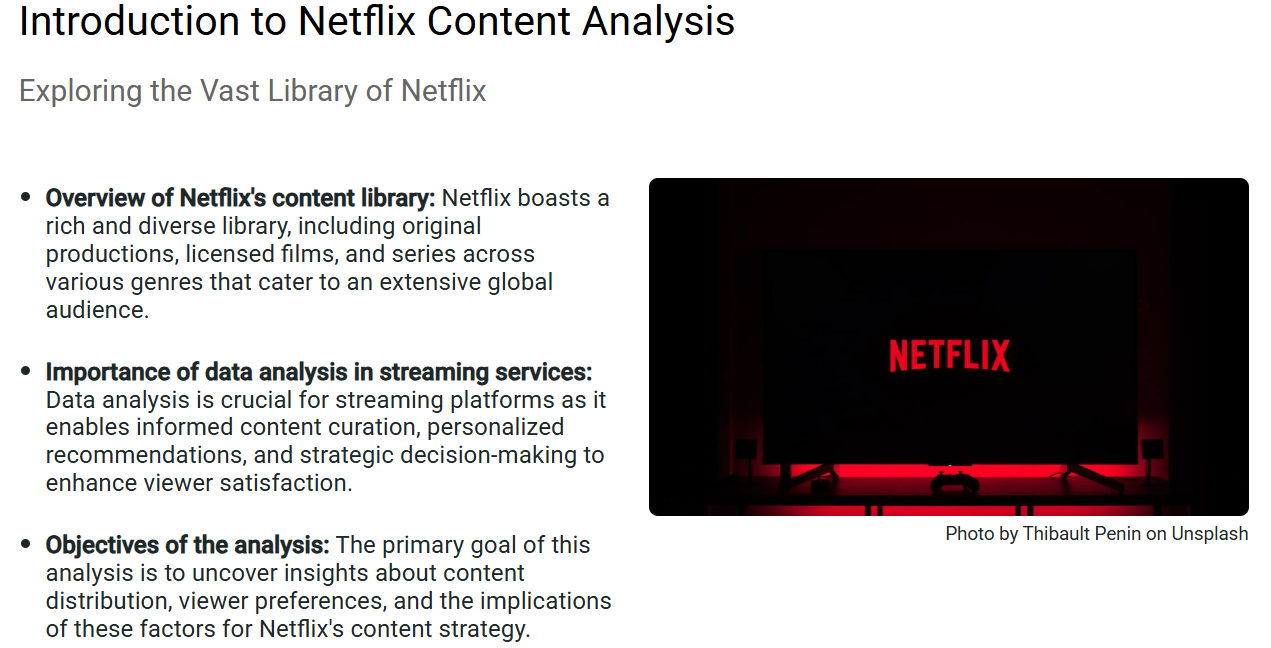 Introduction to Netflix Content Analysis
Exploring the Vast Library of Netflix
• Overview of Netflix's content library: Netflix boasts a
rich and diverse library, including original
productions, licensed films, and series across
various genres that cater to an extensive global
audience.
• Importance of data analysis in streaming services:
Data analysis is crucial for streaming platforms as it
enables informed content curation, personalized
recommendations, and strategic decision-making to
enhance viewer satisfaction.
• Objectives of the analysis: The primary goal of this
analysis is to uncover insights about content
distribution, viewer preferences, and the implications
of these factors for Netflix's content strategy.
NETFLIX
Photo by Thibault Penin on Unsplash